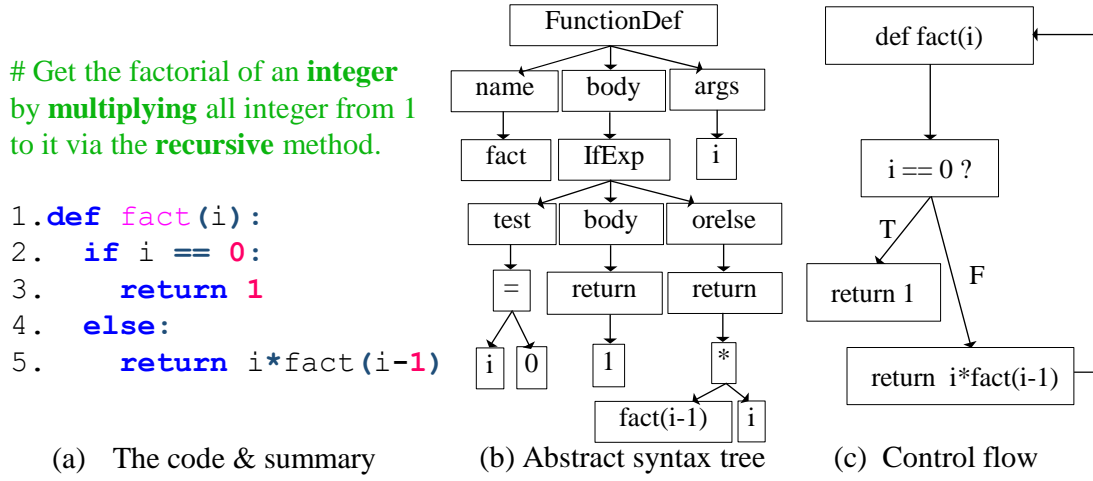 # Get the factorial of an integer
by multiplying all integer from 1
to it via the recursive method.
1.def fact(i):
2. if i == 0:
3. return 1
4. else:
5. return i*fact(i-1)
(a) The code & summary
FunctionDef
name body args
fact IfExp i
test body orelse
= return return
i 0 1 *
fact(i-1) i
(b) Abstract syntax tree
def fact(i)
i == 0 ?
T
F
return 1
return i*fact(i-1)
(c) Control flow